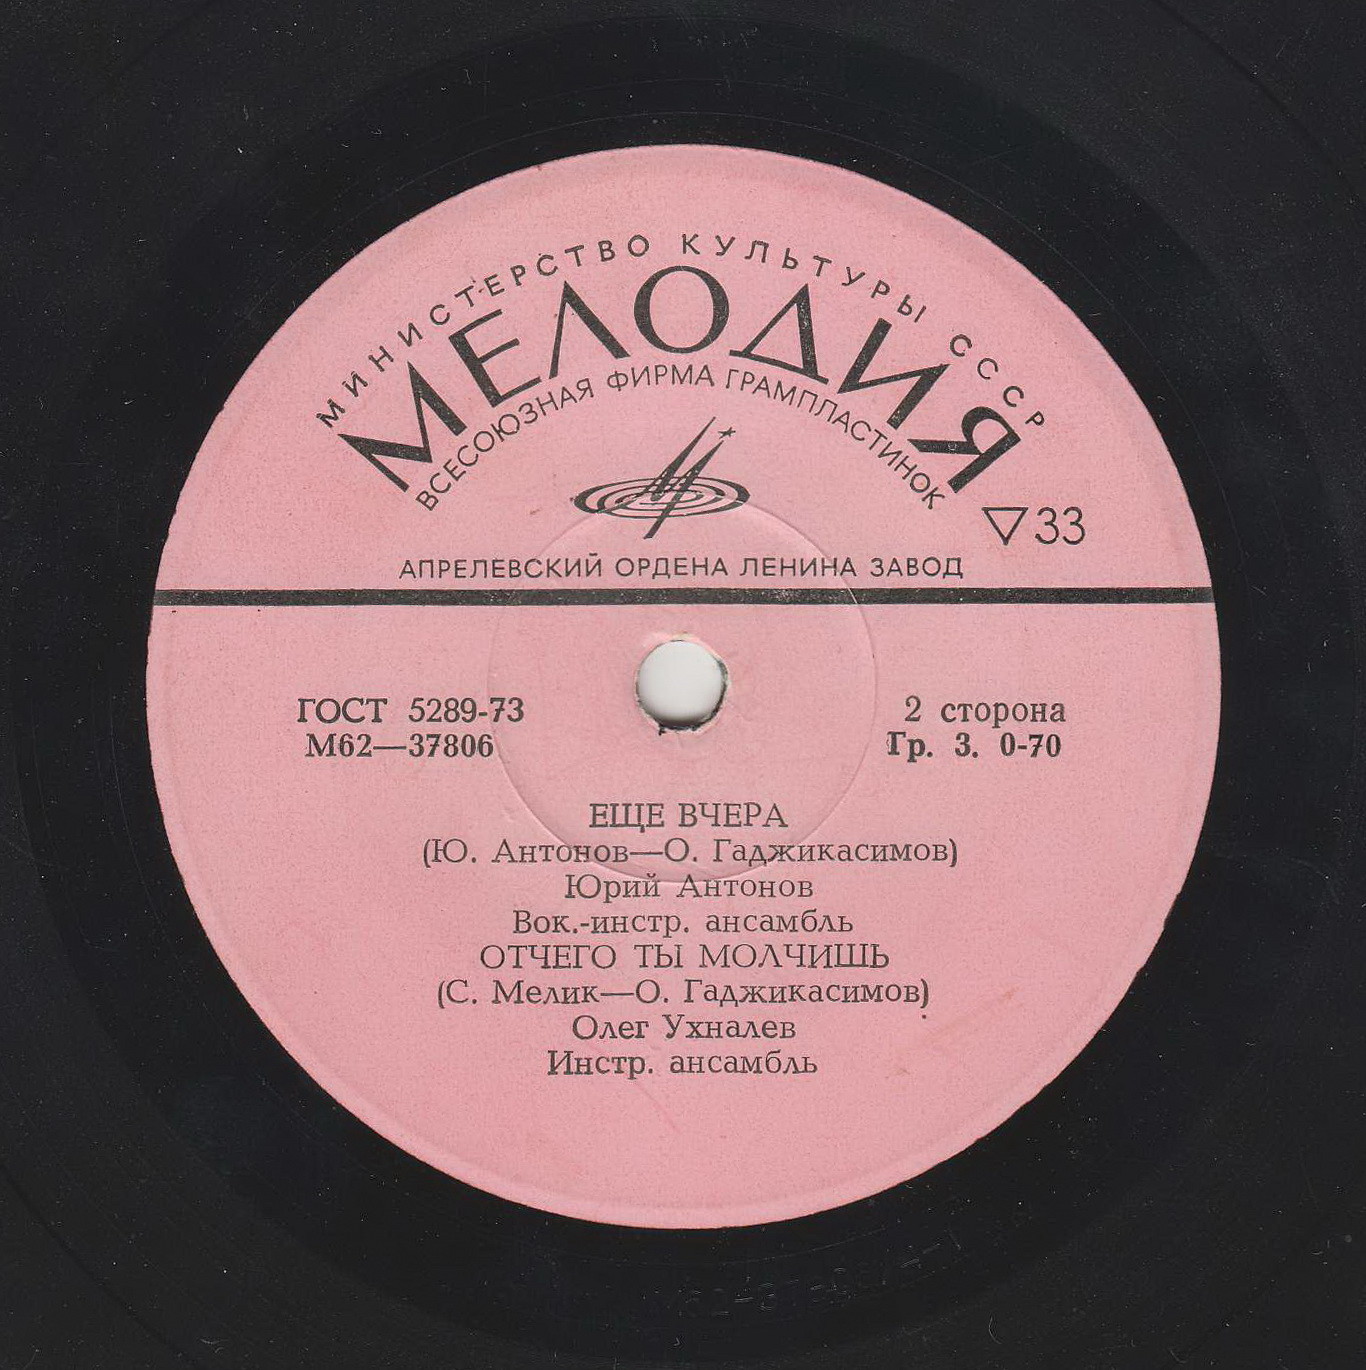 МИНИСТЕРСТВО КУЛЬТУРЫ СССР
МЕЛОДИЯ
ВСЕСОЮЗНАЯ ФИРМА ГРАМПЛАСТИНОК
33
АПРЕЛЕВСКИЙ ОРДЕНА ЛЕНИНА ЗАВОД
ГОСТ 5289-73
М62—37806
2 сторона
Гр. 3. 0-70
ЕЩЕ ВЧЕРА
(Ю. Антонов—О. Гаджикасимов)
Юрий Антонов
Вок.-инстр. ансамбль
ОТЧЕГО ТЫ МОЛЧИШЬ
(С. Мелик—О. Гаджикасимов)
Олег Ухналев
Инстр. ансамбль